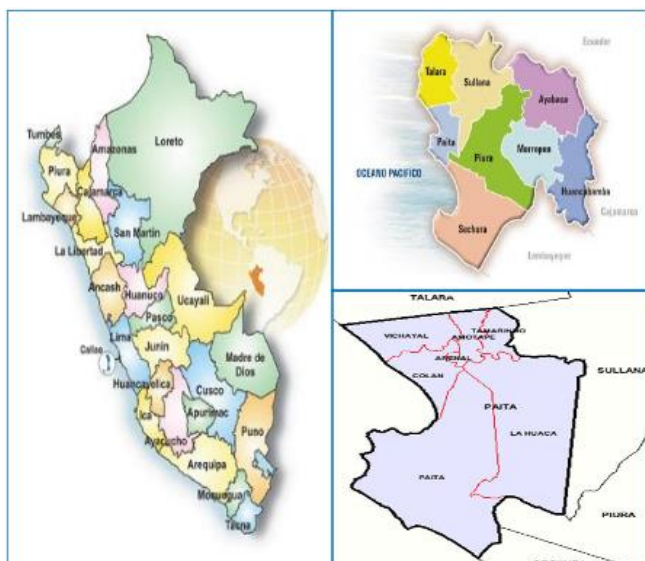 Tumbes
Piura
Lambayeque
Amazonas
Cajamarca
La Libertad
Loreto
San Martín
Ancash
Huanuco
Pasco
Ucayali
Lima
Callao
Junín
Madre de
Dios
Huancavelica
Cusco
Ica
Ayacucho
Apurimac
Puno
Arequipa
Moquegua
Tacna
Ecuador
Talara
Sullana
Ayabaca
Paita
Piura
Morropon
Huancabamba
OCEANO PACIFICO
Cajamarca
Sechura
Lambayeque
TALARA
VICHAYAL
TAMARINDO
AMOTAPE
ARENAL
COLAN
SULLANA
PAITA
LA HUACA
PAITA
PIURA